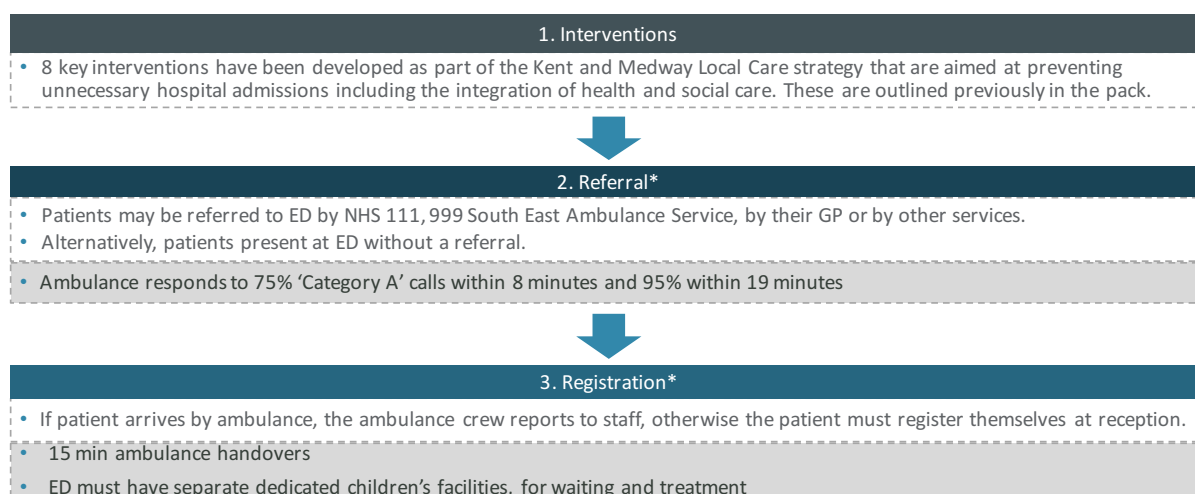 1. Interventions
• 8 key interventions have been developed as part of the Kent and Medway Local Care strategy that are aimed at preventing
unnecessary hospital admissions including the integration of health and social care. These are outlined previously in the pack.
2. Referral*
• Patients may be referred to ED by NHS 111, 999 South East Ambulance Service, by their GP or by other services.
• Alternatively, patients present at ED without a referral.
• Ambulance responds to 75% ‘Category A’ calls within 8 minutes and 95% within 19 minutes
3. Registration*
• If patient arrives by ambulance, the ambulance crew reports to staff, otherwise the patient must register themselves at reception.
• 15 min ambulance handovers
• ED must have separate dedicated children’s facilities, for waiting and treatment